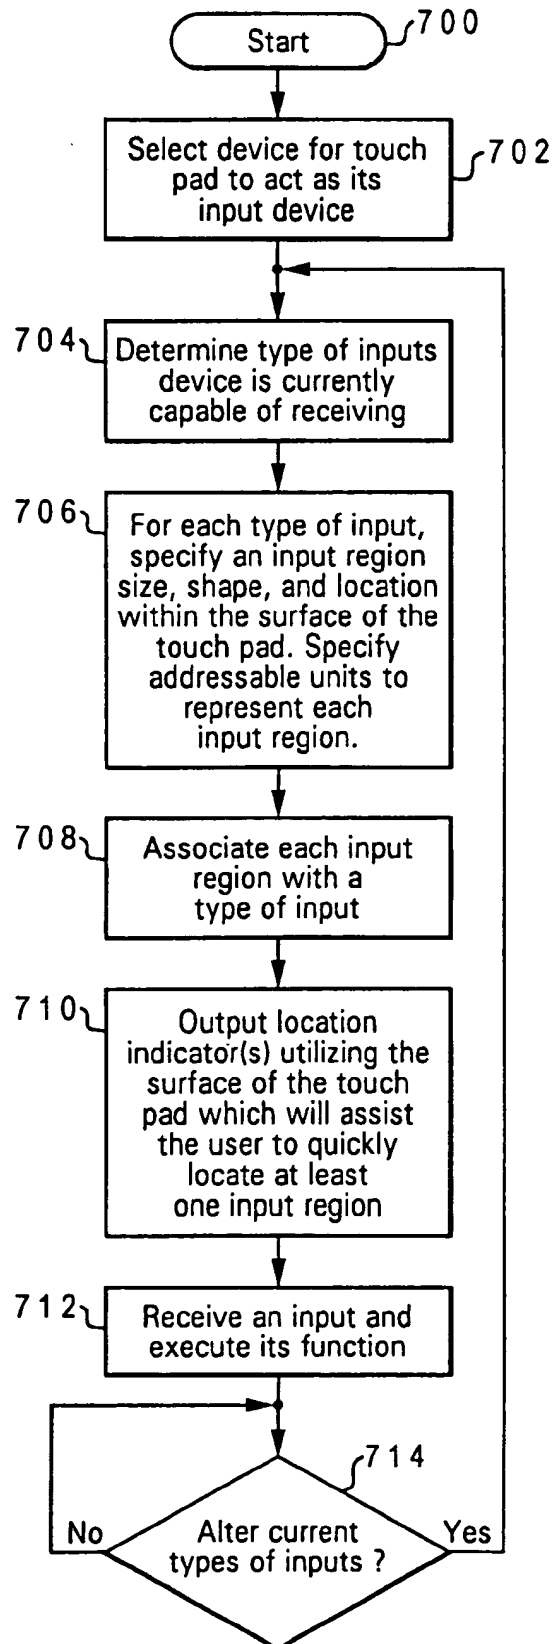 Start
700
Select device for touch
pad to act as its
input device
702
704
Determine type of inputs
device is currently
capable of receiving
706
For each type of input,
specify an input region
size, shape, and location
within the surface of the
touch pad. Specify
addressable units to
represent each
input region.
708
Associate each input
region with a
type of input
710
Output location
indicator(s) utilizing the
surface of the touch
pad which will assist
the user to quickly
locate at least
one input region
712
Receive an input and
execute its function
714
No
Alter current
types of inputs ?
Yes